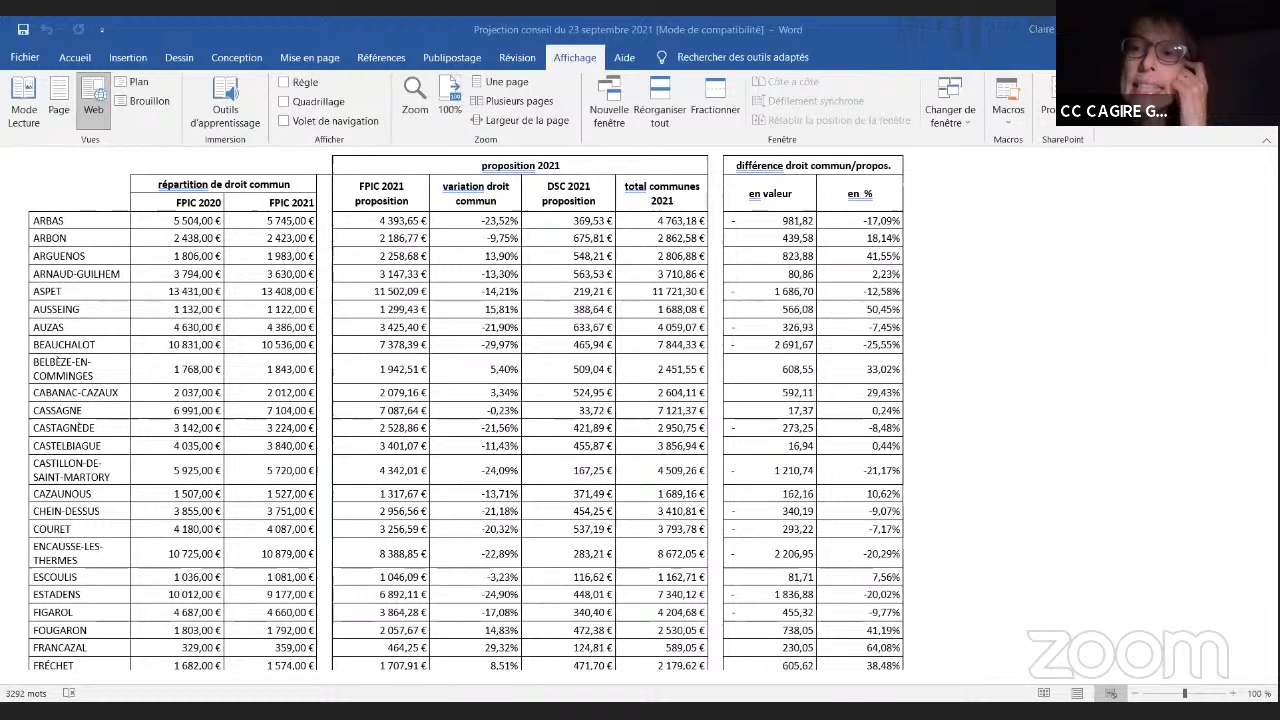 Projection conseil du 23 septembre 2021 [Mode de compatibilité] – Word
Claire
Fichier Accueil Insertion Dessin Conception Mise en page Références Publipostage Révision Affichage Aide Rechercher des outils adaptés
Mode Lecture
Page
Web
Plan
Brouillon
Vues
Outils d'apprentissage
Immersion
Règle
Quadrillage
Volet de navigation
Afficher
Zoom
100%
Une page
Plusieurs pages
Largeur de la page
Zoom
Nouvelle fenêtre
Réorganiser tout
Fractionner
Côte à côte
Défilement synchrone
Rétablir la position de la fenêtre
Fenêtre
Changer de fenêtre
Macros
Macros
SharePoint
CC CAGIRE G...
proposition 2021 différence droit commun/propos.
répartition de droit commun FPIC 2021 proposition variation droit commun DSC 2021 proposition total communes 2021 en valeur en %
FPIC 2020 FPIC 2021
ARBAS 5 504,00 € 5 745,00 € 4 393,65 € -23,52% 369,53 € 4 763,18 € - 981,82 -17,09%
ARBON 2 438,00 € 2 423,00 € 2 186,77 € -9,75% 675,81 € 2 862,58 € 439,58 18,14%
ARGUENOS 1 806,00 € 1 983,00 € 2 258,68 € 13,90% 548,21 € 2 806,88 € 823,88 41,55%
ARNAUD-GUILHEM 3 794,00 € 3 630,00 € 3 147,33 € -13,30% 563,53 € 3 710,86 € 80,86 2,23%
ASPET 13 431,00 € 13 408,00 € 11 502,09 € -14,21% 219,21 € 11 721,30 € - 1 686,70 -12,58%
AUSSEING 1 132,00 € 1 122,00 € 1 299,43 € 15,81% 388,64 € 1 688,08 € 566,08 50,45%
AUZAS 4 630,00 € 4 386,00 € 3 425,40 € -21,90% 633,67 € 4 059,07 € - 326,93 -7,45%
BEAUCHALOT 10 831,00 € 10 536,00 € 7 378,39 € -29,97% 465,94 € 7 844,33 € - 2 691,67 -25,55%
BELBÈZE-EN-
COMMINGES 1 768,00 € 1 843,00 € 1 942,51 € 5,40% 509,04 € 2 451,55 € 608,55 33,02%
CABANAC-CAZAUX 2 037,00 € 2 012,00 € 2 079,16 € 3,34% 524,95 € 2 604,11 € 592,11 29,43%
CASSAGNE 6 991,00 € 7 104,00 € 7 087,64 € -0,23% 33,72 € 7 121,37 € 17,37 0,24%
CASTAGNÈDE 3 142,00 € 3 224,00 € 2 528,86 € -21,56% 421,89 € 2 950,75 € - 273,25 -8,48%
CASTELBIAGUE 4 035,00 € 3 840,00 € 3 401,07 € -11,43% 455,87 € 3 856,94 € 16,94 0,44%
CASTILLON-DE-
SAINT-MARTORY 5 925,00 € 5 720,00 € 4 342,01 € -24,09% 167,25 € 4 509,26 € - 1 210,74 -21,17%
CAZAUNOUS 1 507,00 € 1 527,00 € 1 317,67 € -13,71% 371,49 € 1 689,16 € 162,16 10,62%
CHEIN-DESSUS 3 855,00 € 3 751,00 € 2 956,56 € -21,18% 454,25 € 3 410,81 € - 340,19 -9,07%
COURET 4 180,00 € 4 087,00 € 3 256,59 € -20,32% 537,19 € 3 793,78 € - 293,22 -7,17%
ENCAUSSE-LES-
THERMES 10 725,00 € 10 879,00 € 8 388,85 € -22,89% 283,21 € 8 672,05 € - 2 206,95 -20,29%
ESCOULIS 1 036,00 € 1 081,00 € 1 046,09 € -3,23% 116,62 € 1 162,71 € 81,71 7,56%
ESTADENS 10 012,00 € 9 177,00 € 6 892,11 € -24,90% 448,01 € 7 340,12 € - 1 836,88 -20,02%
FIGAROL 4 687,00 € 4 660,00 € 3 864,28 € -17,08% 340,40 € 4 204,68 € - 455,32 -9,77%
FOUGARON 1 803,00 € 1 792,00 € 2 057,67 € 14,83% 472,38 € 2 530,05 € 738,05 41,19%
FRANCAZAL 329,00 € 359,00 € 464,25 € 29,32% 124,81 € 589,05 € 230,05 64,08%
FRÉCHET 1 682,00 € 1 574,00 € 1 707,91 € 8,51% 471,70 € 2 179,62 € 605,62 38,48%
zoom
3292 mots
100 %